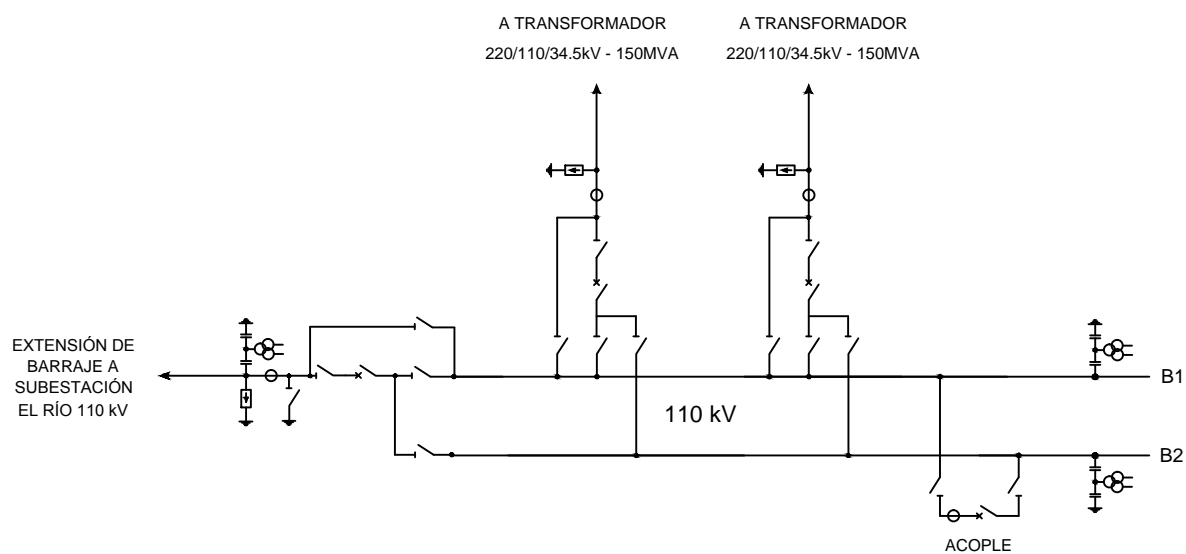 A TRANSFORMADOR
220/110/34.5kV - 150MVA
A TRANSFORMADOR
220/110/34.5kV - 150MVA
EXTENSIÓN DE
BARRAJE A
SUBESTACIÓN
EL RÍO 110 kV
B1
110 kV
B2
ACOPLE